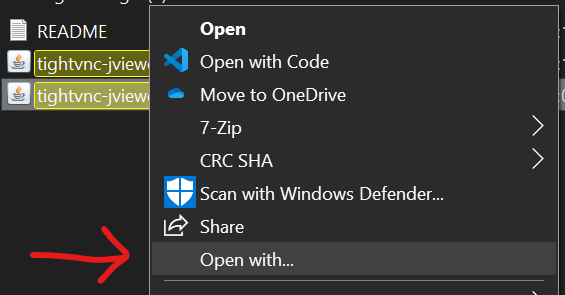 README
tightvnc-jviewe
tightvnc-jviewe
Open
Open with Code
Move to OneDrive
7-Zip
CRC SHA
Scan with Windows Defender...
Share
Open with...